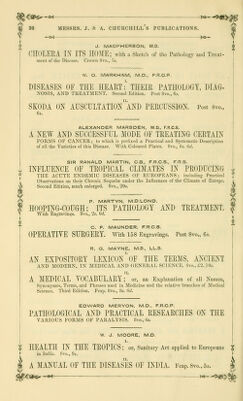 30 MESSRS. J. & A. CHURCHILL'S PUBLICATIONS.
J. MACPHERSON, M.D.
CHOLERA IN ITS HOME; with a Sketch of the Pathology and Treat-
ment of the Disease. Crown 8vo, 5s.
W. O. MARKHAM, M.D., F.R.C.P.
I.
DISEASES OF THE HEART: THEIR PATHOLOGY, DIAG-
NOSIS, AND TREATMENT. Second Edition. Post 8vo, 6s.
II.
SKODA ON AUSCULTATION AND PERCUSSION. Post 8vo,
6s.
ALEXANDER MARSDEN, M.D., F.R.C.S.
A NEW AND SUCCESSFUL MODE OF TREATING CERTAIN
FORMS OF CANCER; to which is prefixed a Practical and Systematic Description
of all the Varieties of this Disease. With Coloured Plates. 8vo, 6s. 6d.
SIR RANALD MARTIN, C.B., F.R.C.S., F.R.S.
INFLUENCE OF TROPICAL CLIMATES IN PRODUCING
THE ACUTE ENDEMIC DISEASES OF EUROPEANS; including Practical
Observations on their Chronic Sequelæ under the Influences of the Climate of Europe.
Second Edition, much enlarged. 8vo, 20s.
P. MARTYN, M.D.LOND.
HOOPING-COUGH; ITS PATHOLOGY AND TREATMENT.
With Engravings. 8vo, 2s. 6d.
C. F. MAUNDER, F.R.C.S.
OPERATIVE SURGERY. With 158 Engravings. Post 8vo, 6s.
R. G. MAYNE, M.D., LL.D.
I.
AN EXPOSITORY LEXICON OF THE TERMS, ANCIENT
AND MODERN, IN MEDICAL AND GENERAL SCIENCE. 8vo, £2. 10s.
II.
A MEDICAL VOCABULARY; or, an Explanation of all Names,
Synonymes, Terms, and Phrases used in Medicine and the relative branches of Medical
Science. Third Edition. Fcap. 8vo, 8s. 6d.
EDWARD MERYON, M.D., F.R.C.P.
PATHOLOGICAL AND PRACTICAL RESEARCHES ON THE
VARIOUS FORMS OF PARALYSIS. 8vo, 6s.
W. J. MOORE, M.D.
I.
HEALTH IN THE TROPICS; or, Sanitary Art applied to Europeans
in India. 8vo, 9s.
II.
A MANUAL OF THE DISEASES OF INDIA. Fcap. 8vo, 5s.